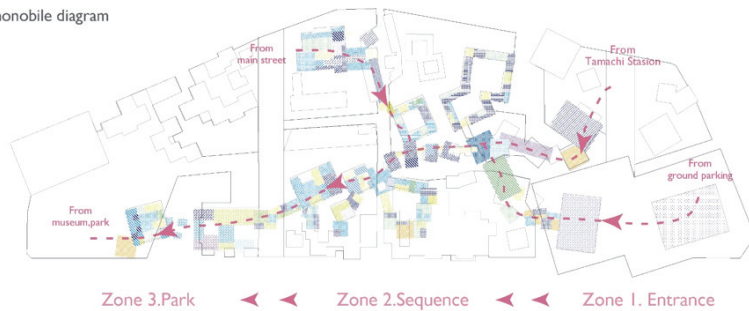 onobile diagram
From
main street
From
Tamachi Stasion
From
ground parking
From
museum,park
Zone 3.Park
Zone 2.Sequence
Zone 1. Entrance